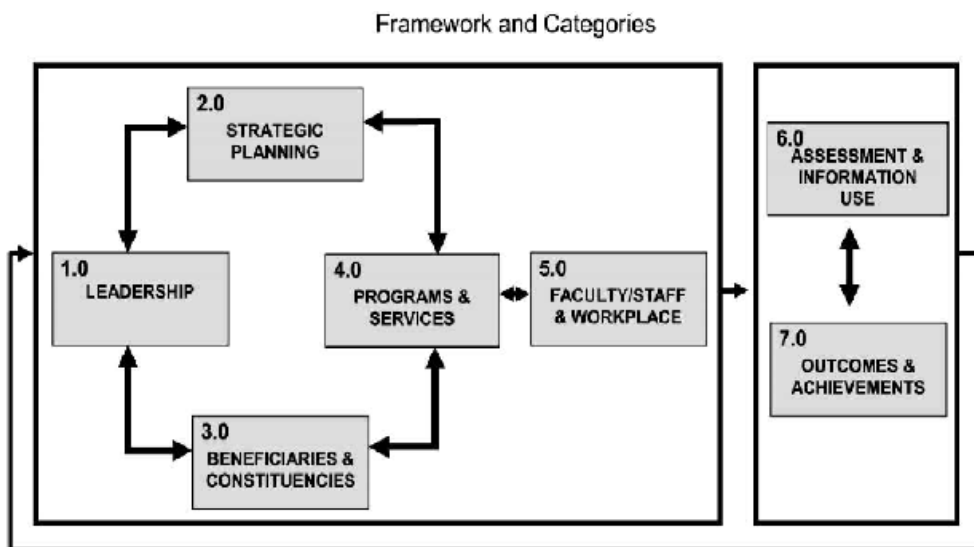 Framework and Categories
2.0
STRATEGIC
PLANNING
1.0
LEADERSHIP
4.0
PROGRAMS &
SERVICES
5.0
FACULTY/STAFF
& WORKPLACE
3.0
BENEFICIARIES &
CONSTITUENCIES
6.0
ASSESSMENT &
INFORMATION
USE
7.0
OUTCOMES &
ACHIEVEMENTS